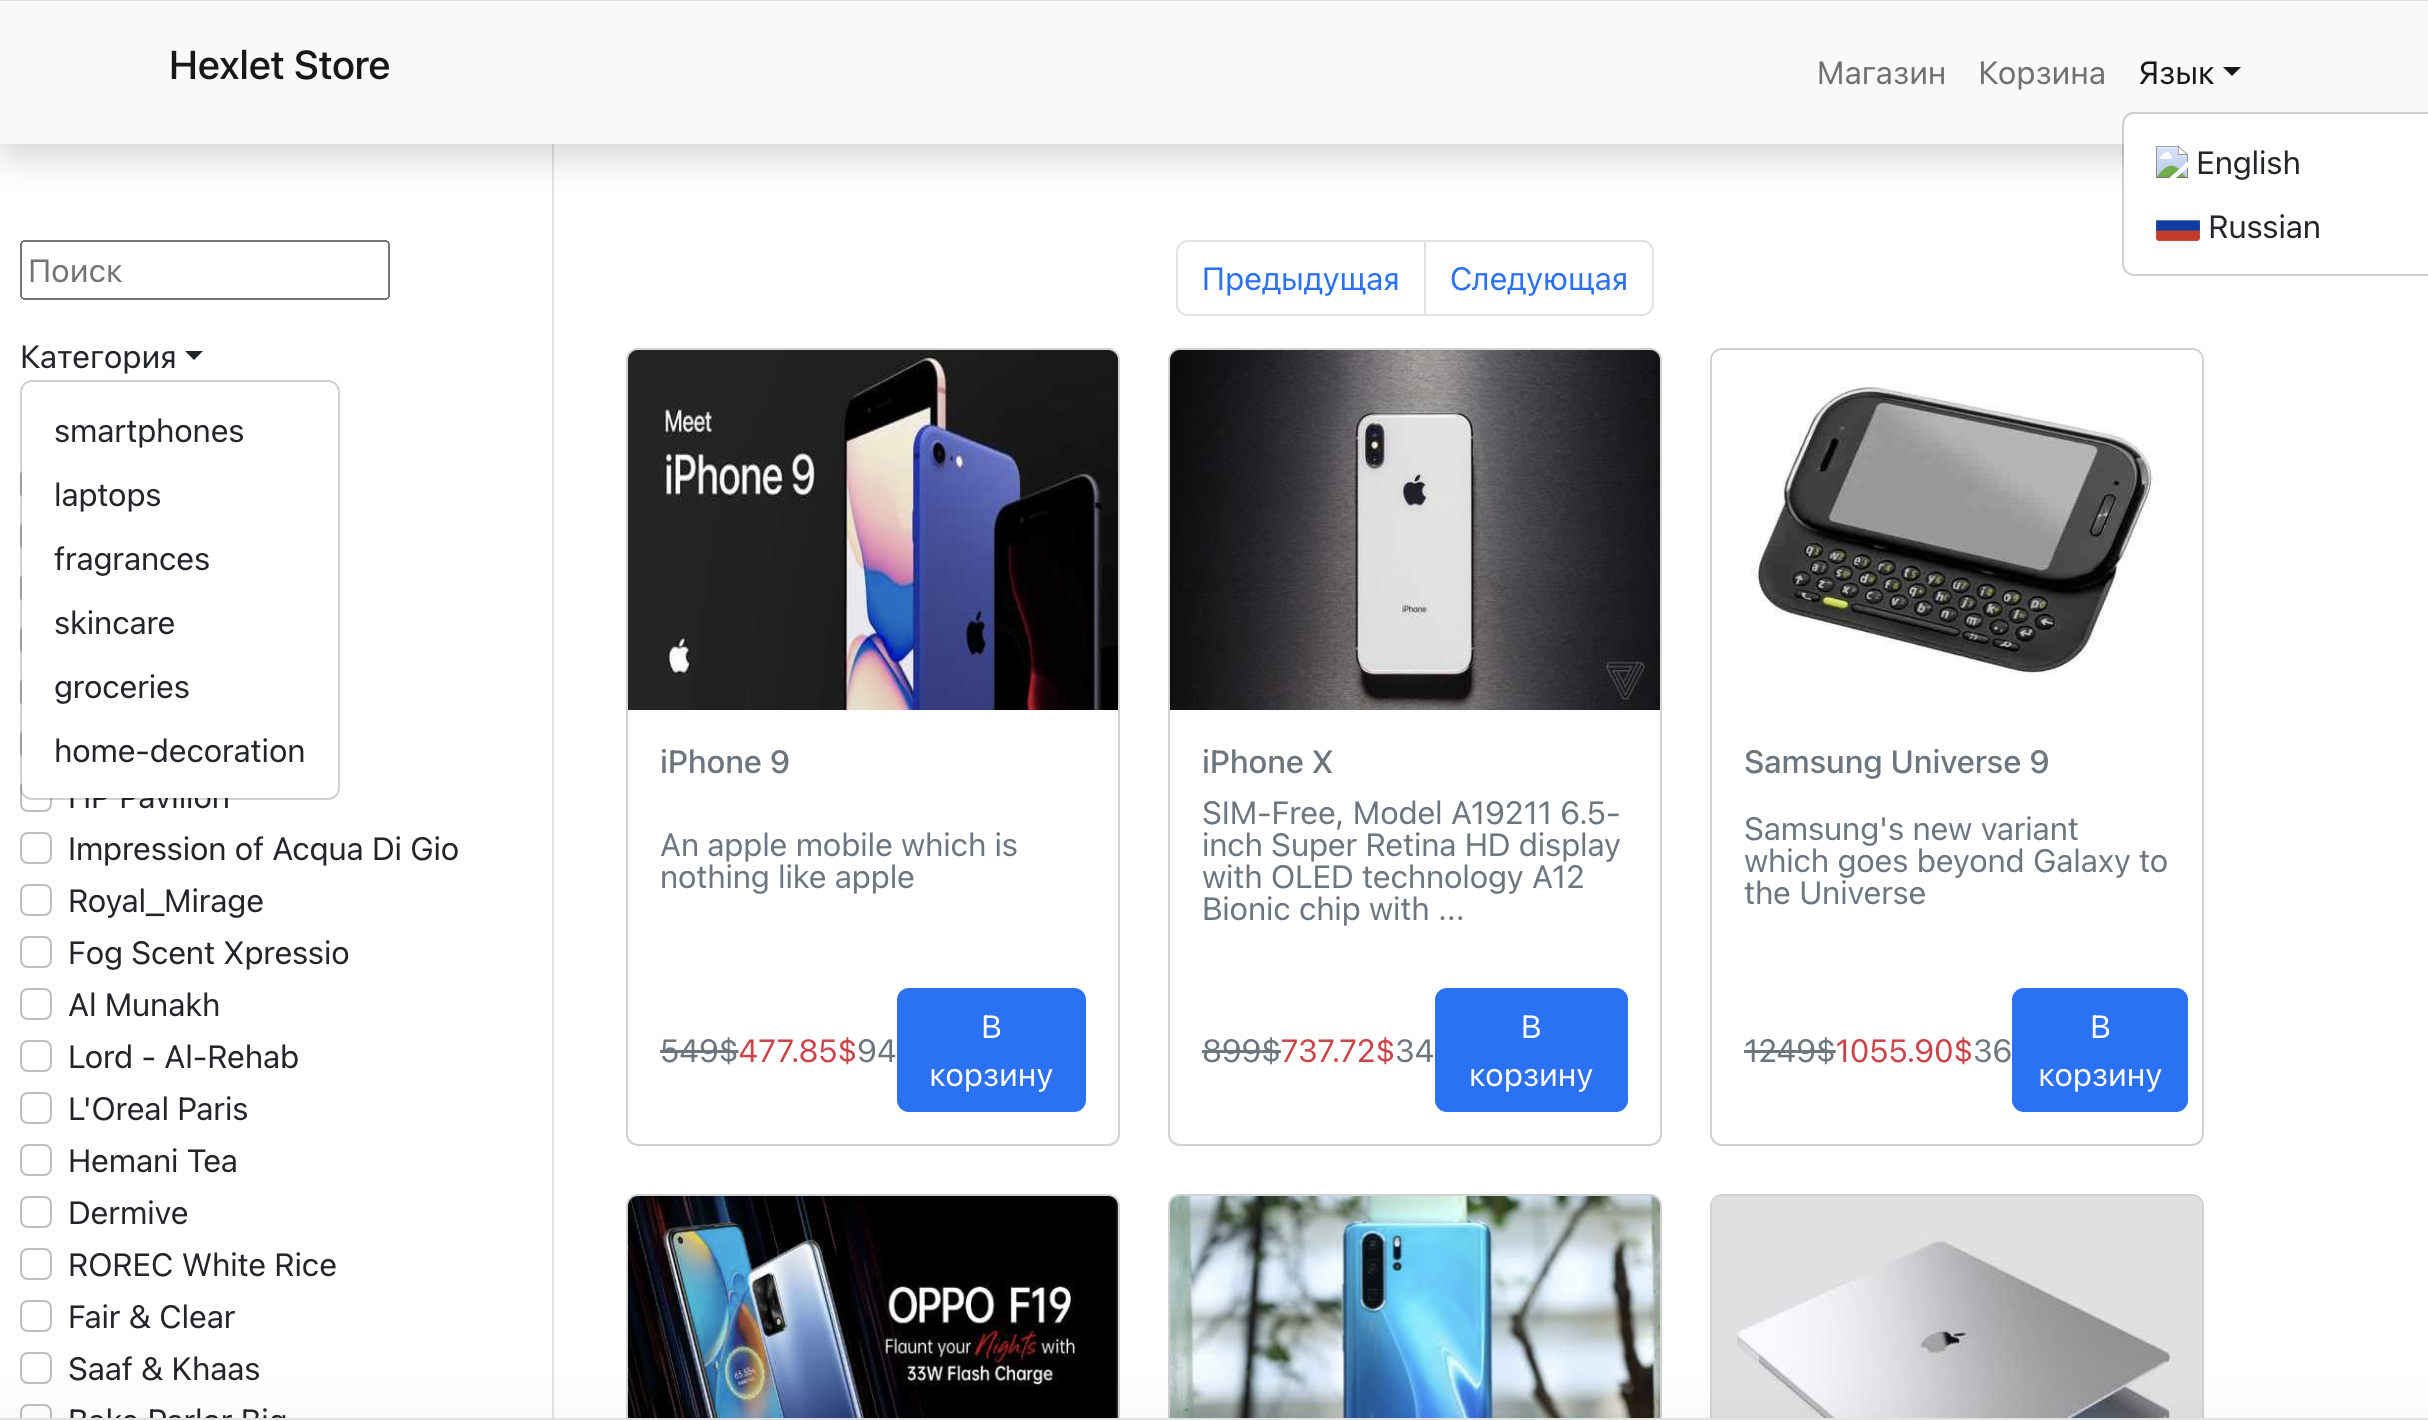 Hexlet Store
Магазин Корзина Язык
English
Russian
Поиск
Категория
smartphones
laptops
fragrances
skincare
groceries
home-decoration
HP Pavilion
Impression of Acqua Di Gio
Royal_Mirage
Fog Scent Xpressio
Al Munakh
Lord - Al-Rehab
L'Oreal Paris
Hemani Tea
Dermive
ROREC White Rice
Fair & Clear
Saaf & Khaas
Предыдущая Следующая
Meet
iPhone 9
iPhone 9
An apple mobile which is
nothing like apple
549$477.85$94
В
корзину
iPhone
iPhone X
SIM-Free, Model A19211 6.5-
inch Super Retina HD display
with OLED technology A12
Bionic chip with ...
899$737.72$34
В
корзину
Samsung Universe 9
Samsung's new variant
which goes beyond Galaxy to
the Universe
1249$1055.90$36
В
корзину
OPPO F19
Flaunt your Nights with
33W Flash Charge